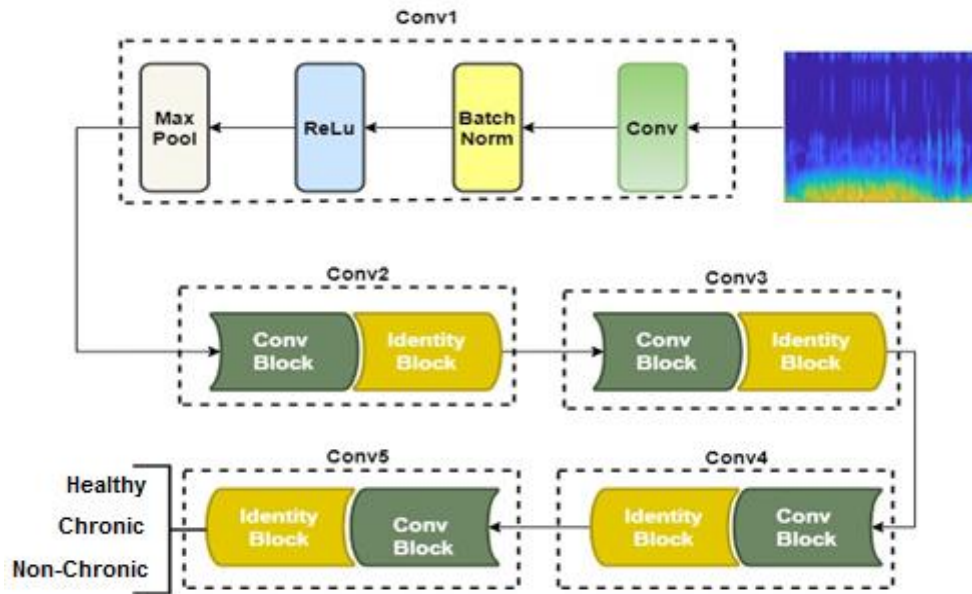 Conv1
Max
Pool
ReLu
Batch
Norm
Conv
Conv2
Conv
Block
Identity
Block
Conv3
Conv
Block
Identity
Block
Conv5
Identity
Block
Conv
Block
Conv4
Identity
Block
Conv
Block
Healthy
Chronic
Non-Chronic